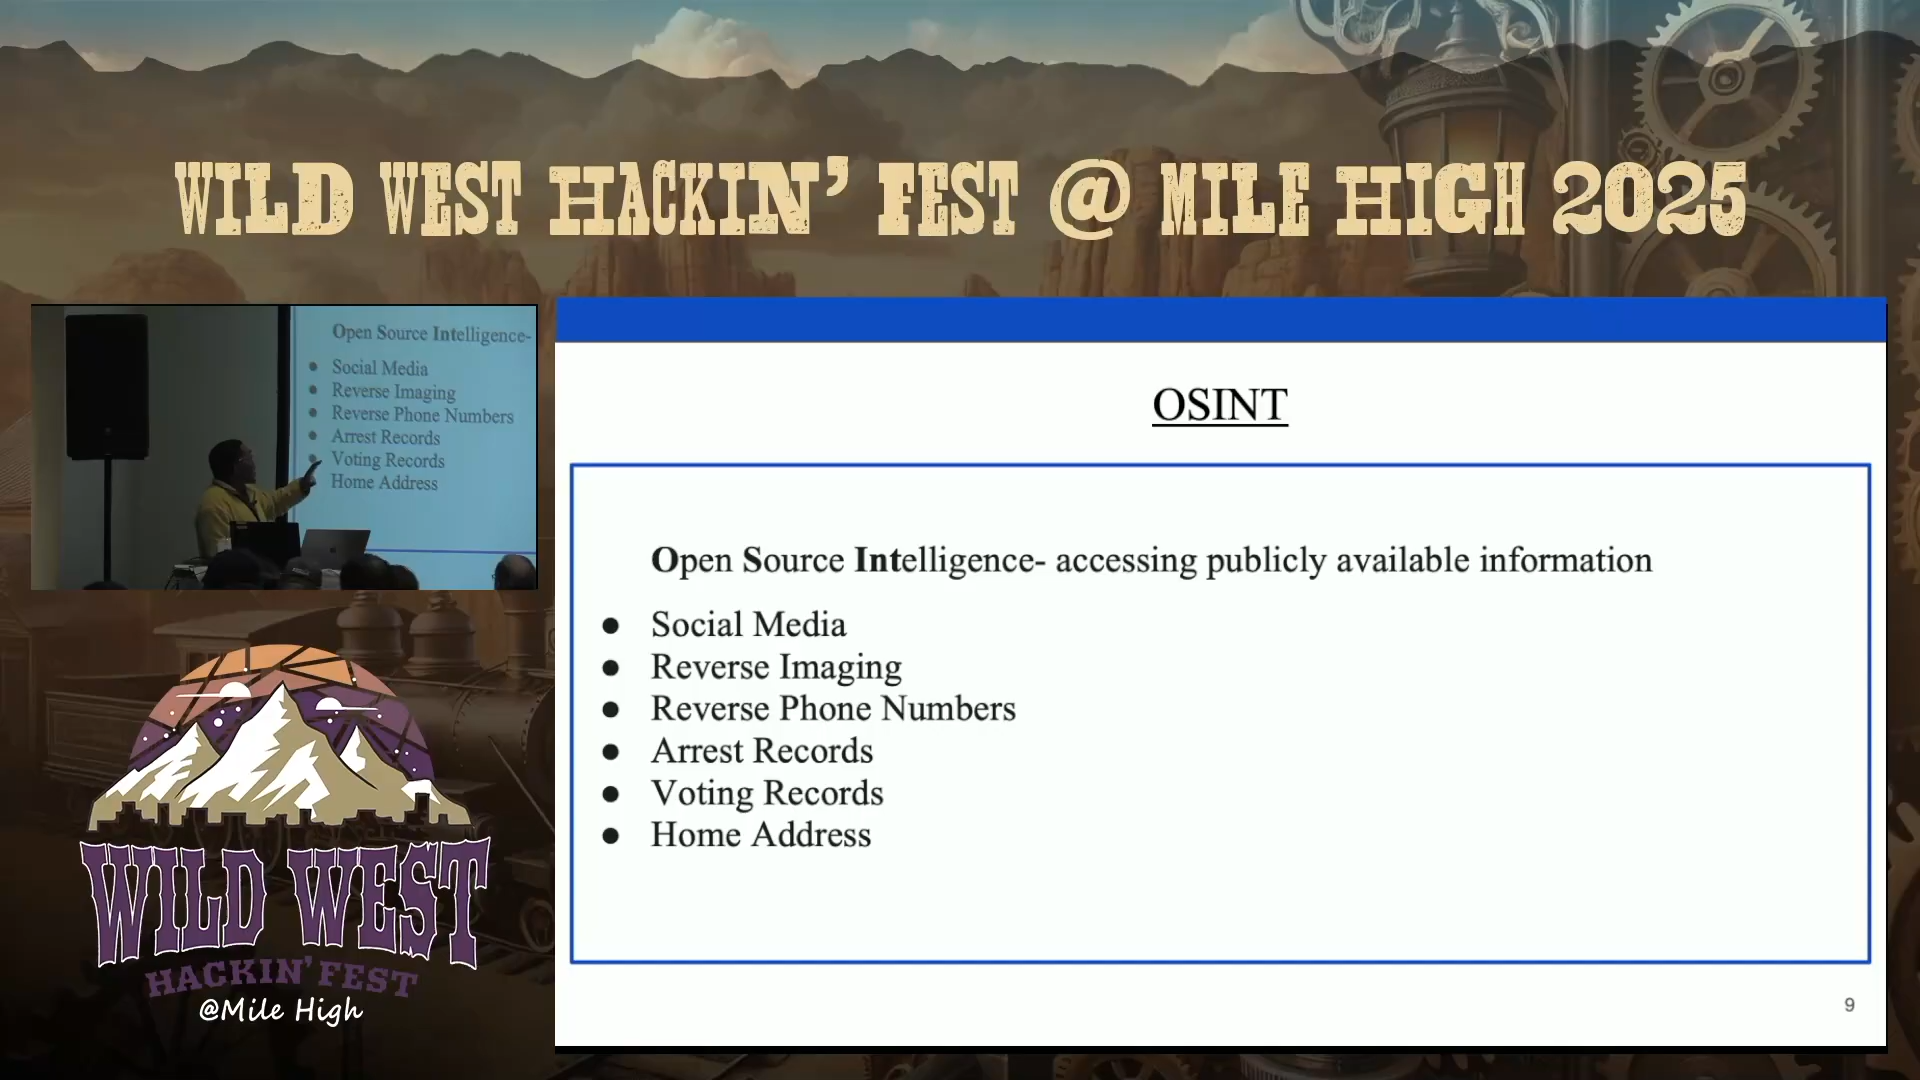 WILD WEST HACKIN' FEST @ MILE HIGH 2025
Open Source Intelligence-
• Social Media
• Reverse Imaging
• Reverse Phone Numbers
• Arrest Records
• Voting Records
Home Address
WILD WEST
HACKIN' FEST
@Mile High
OSINT
Open Source Intelligence- accessing publicly available information
● Social Media
● Reverse Imaging
● Reverse Phone Numbers
● Arrest Records
● Voting Records
● Home Address
9